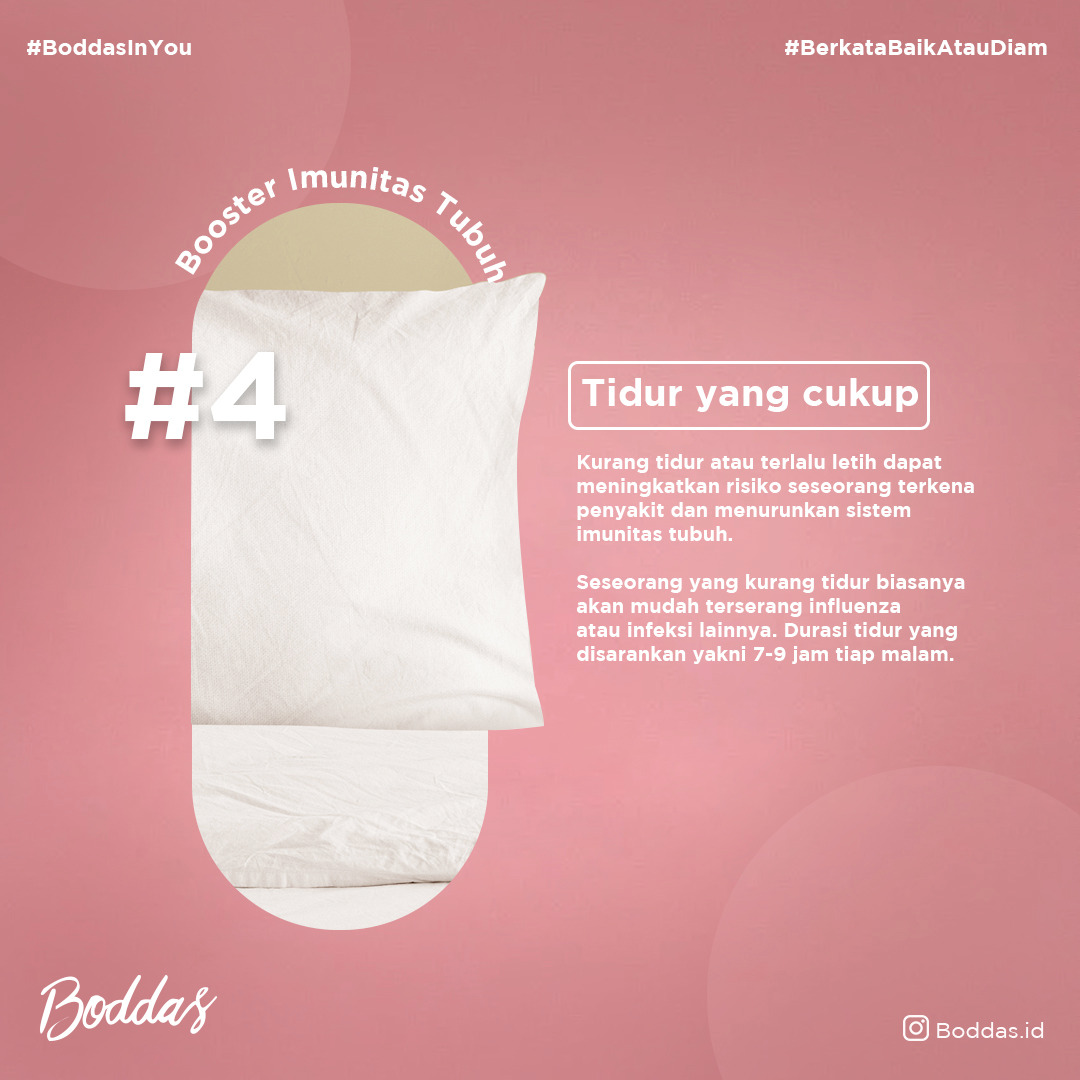 #BoddasInYou
#BerkataBaikAtauDiam
Booster Imunitas Tubuh
#4
Tidur yang cukup
Kurang tidur atau terlalu letih dapat
meningkatkan risiko seseorang terkena
penyakit dan menurunkan sistem
imunitas tubuh.
Seseorang yang kurang tidur biasanya
akan mudah terserang influenza
atau infeksi lainnya. Durasi tidur yang
disarankan yakni 7-9 jam tiap malam.
Boddas
Boddas.id